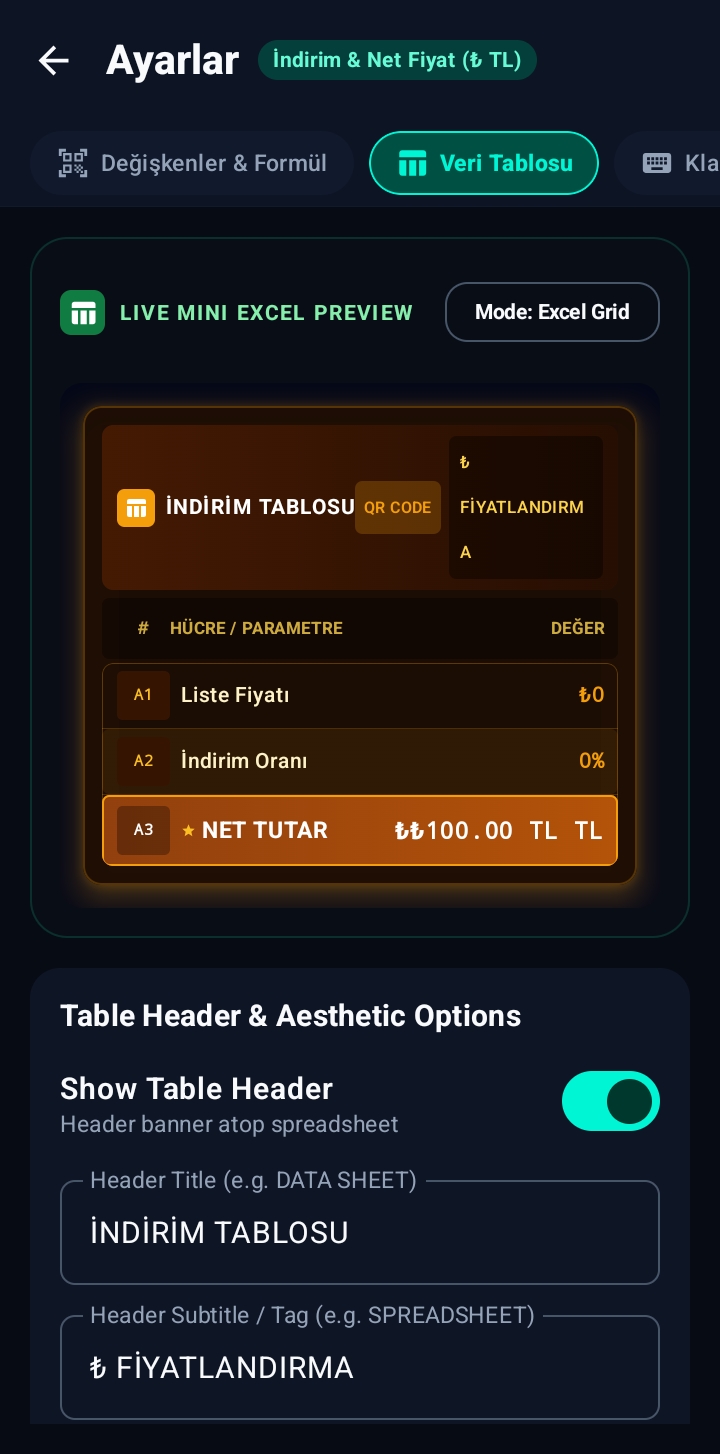 Ayarlar
İndirim & Net Fiyat (₺ TL)
Değişkenler & Formül
Veri Tablosu
Kla
LIVE MINI EXCEL PREVIEW
Mode: Excel Grid
İNDİRİM TABLOSU
QR CODE
₺
FİYATLANDIRM
A
# HÜCRE / PARAMETRE DEĞER
A1 Liste Fiyatı ₺0
A2 İndirim Oranı 0%
A3 ★ NET TUTAR ₺₺100.00 TL TL
Table Header & Aesthetic Options
Show Table Header
Header banner atop spreadsheet
Header Title (e.g. DATA SHEET)
İNDİRİM TABLOSU
Header Subtitle / Tag (e.g. SPREADSHEET)
₺ FİYATLANDIRMA